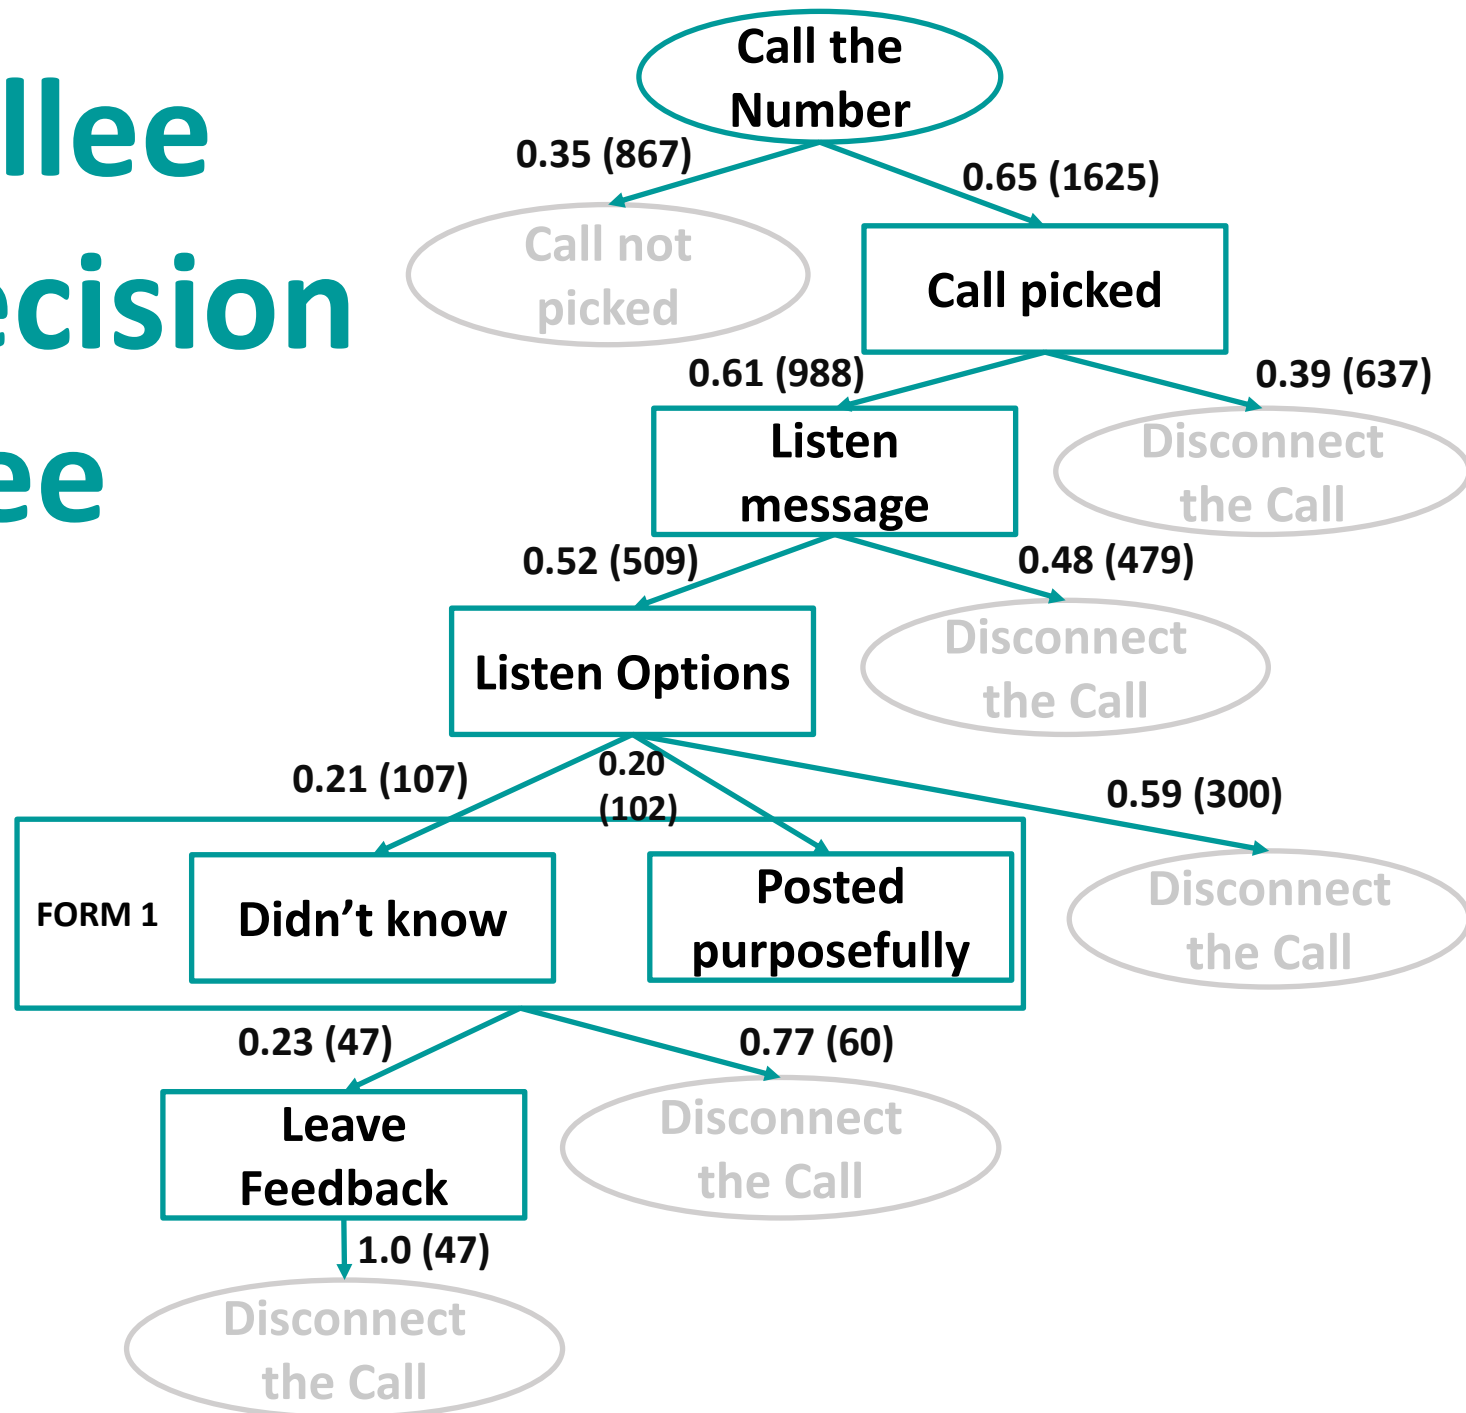 llee
ecision
ee
Call the
Number
0.35 (867)
0.65 (1625)
Call not
picked
Call picked
0.61 (988)
0.39 (637)
Listen
message
Disconnect
the Call
0.52 (509)
0.48 (479)
Listen Options
Disconnect
the Call
0.21 (107)
0.20
(102)
0.59 (300)
FORM 1
Didn’t know
Posted
purposefully
Disconnect
the Call
0.23 (47)
0.77 (60)
Leave
Feedback
Disconnect
the Call
1.0 (47)
Disconnect
the Call